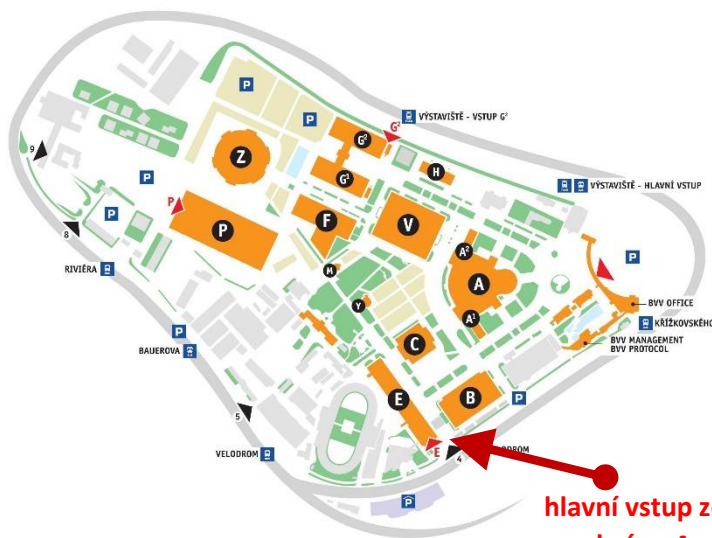 P
P
VÝSTAVIŠTĚ - VSTUP G²
G²
G²
H
P
Z
G¹
VÝSTAVIŠTĚ - HLAVNÍ VSTUP
9
P
P
P
P
F
V
A²
P
8
A
RIVIÉRA
M
BVV OFFICE
Y
A¹
KŘÍŽKOVSKÉHO
P
C
BVV MANAGEMENT
BVV PROTOCOL
BAUEROVA
E
B
P
5
VELODROM
E
4
P
hlavní vstup